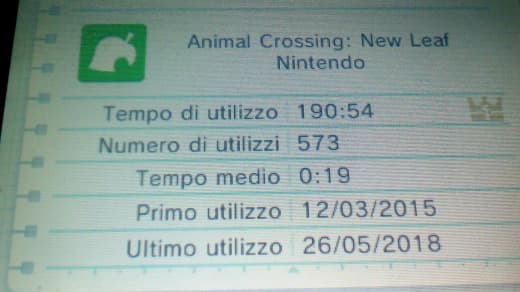 Animal Crossing: New Leaf
Nintendo
Tempo di utilizzo 190:54
Numero di utilizzi 573
Tempo medio 0:19
Primo utilizzo 12/03/2015
Ultimo utilizzo 26/05/2018